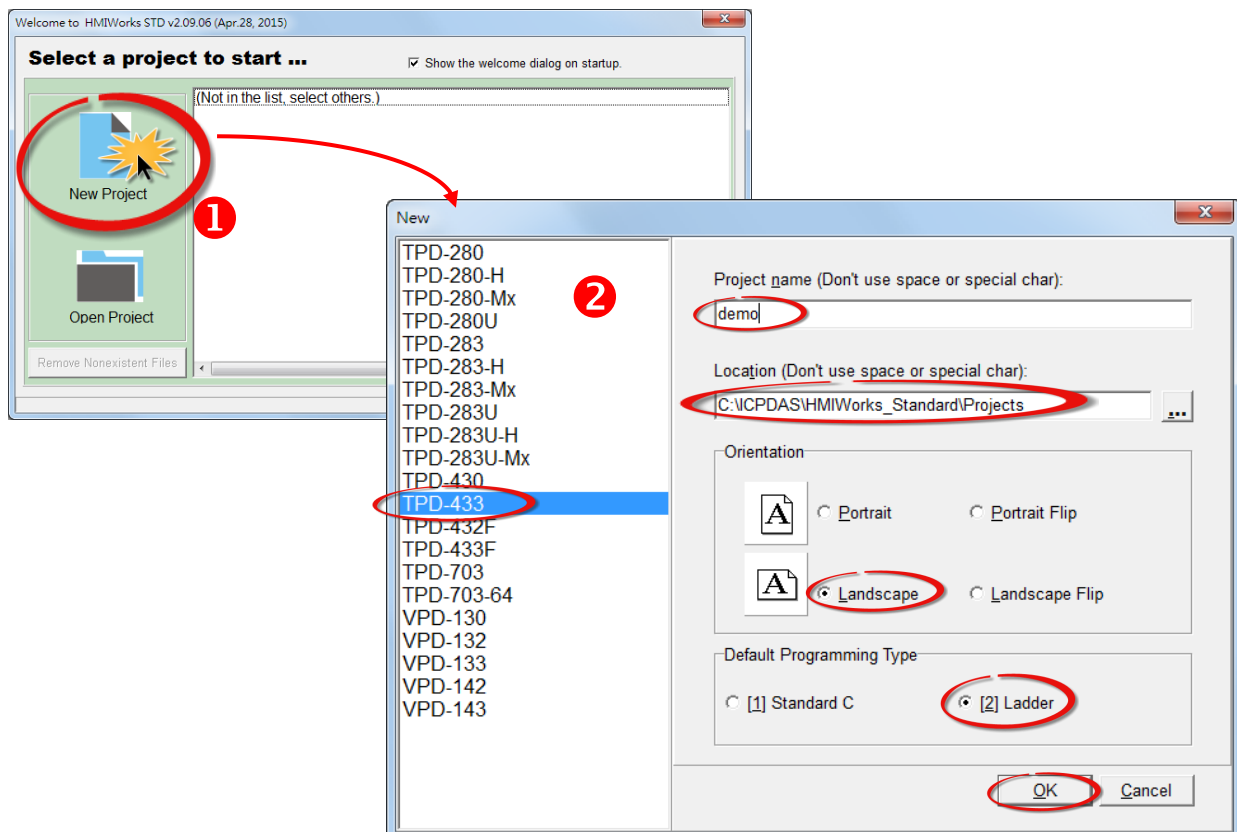 Welcome to HMIWorks STD v2.09.06 (Apr.28, 2015)
Select a project to start ...
Show the welcome dialog on startup.
(Not in the list, select others.)
New Project
1
Open Project
Remove Nonexistent Files
New
2
TPD-280
TPD-280-H
TPD-280-Mx
TPD-280U
TPD-283
TPD-283-H
TPD-283-Mx
TPD-283U
TPD-283U-H
TPD-283U-Mx
TPD-430
TPD-433
TPD-432F
TPD-433F
TPD-703
TPD-703-64
VPD-130
VPD-132
VPD-133
VPD-142
VPD-143
Project name (Don't use space or special char):
demo
Location (Don't use space or special char):
C:\ICPDAS\HMIWorks_Standard\Projects
...
Orientation
A
Portrait
Portrait Flip
A
Landscape
Landscape Flip
Default Programming Type
[1] Standard C
[2] Ladder
OK
Cancel